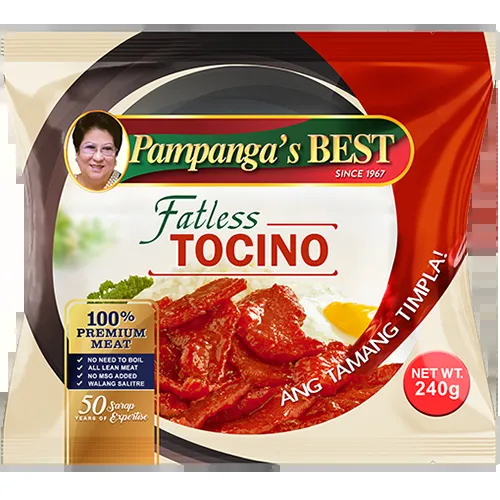 Pampanga's BEST
SINCE 1967
Fatless
TOCINO
100%
PREMIUM
MEAT
✓ NO NEED TO BOIL
✓ ALL LEAN MEAT
✓ NO MSG ADDED
✓ WALANG SALITRE
50 Sarap
YEARS OF Expertise
ANG TAMANG TIMPLA!
NET WT.
240g